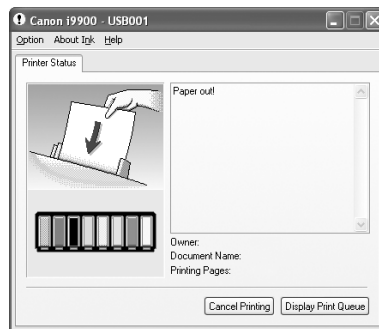 Canon i9900 - USB001
Option About Ink Help
Printer Status
Paper out!
Owner:
Document Name:
Printing Pages:
Cancel Printing Display Print Queue